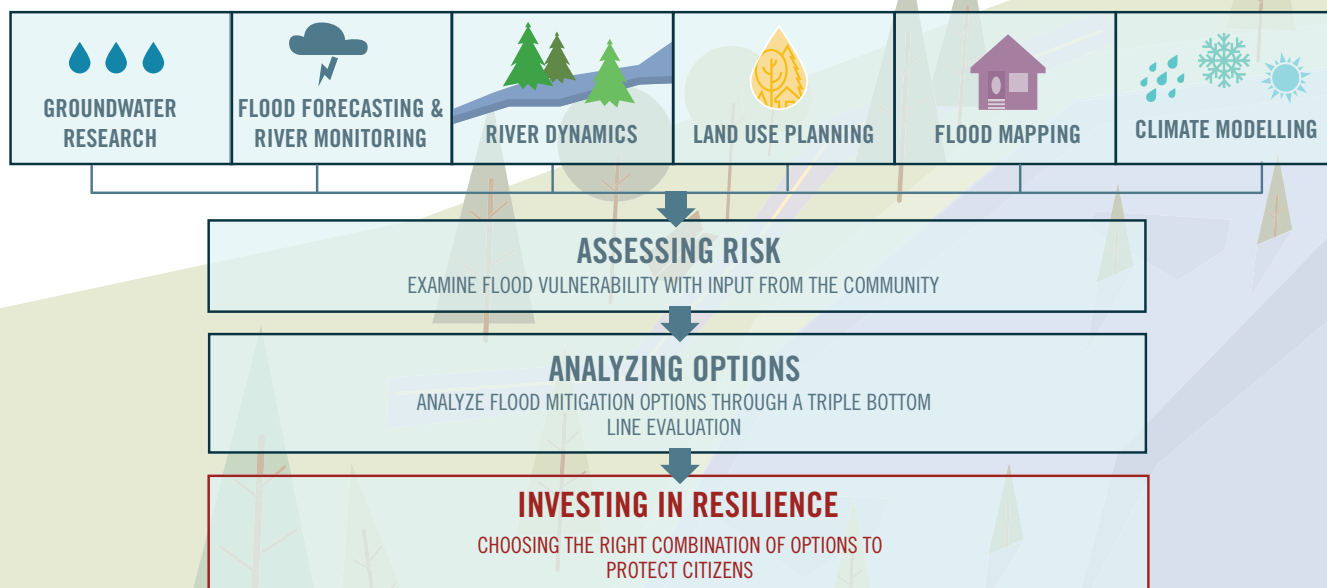 GROUNDWATER
RESEARCH
FLOOD FORECASTING &
RIVER MONITORING
RIVER DYNAMICS
LAND USE PLANNING
FLOOD MAPPING
CLIMATE MODELLING
ASSESSING RISK
EXAMINE FLOOD VULNERABILITY WITH INPUT FROM THE COMMUNITY
ANALYZING OPTIONS
ANALYZE FLOOD MITIGATION OPTIONS THROUGH A TRIPLE BOTTOM
LINE EVALUATION
INVESTING IN RESILIENCE
CHOOSING THE RIGHT COMBINATION OF OPTIONS TO
PROTECT CITIZENS